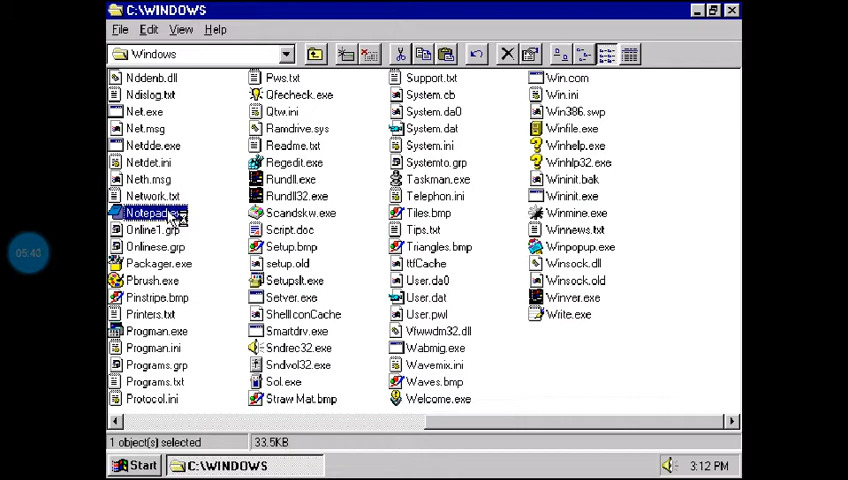 C:\WINDOWS
File Edit View Help
Windows
Nddenb.dll
Ndislog.txt
Net.exe
Net.msg
Netdde.exe
Netdet.ini
Neth.msg
Network.txt
Notepad.exe
Online1.grp
Onlinese.grp
Packager.exe
Pbrush.exe
Pinstripe.bmp
Printers.txt
Progman.exe
Progman.ini
Programs.grp
Programs.txt
Protocol.ini
Pws.txt
Qfecheck.exe
Qtw.ini
Ramdrive.sys
Readme.txt
Regedit.exe
Rundll.exe
Rundll32.exe
Scandskw.exe
Script.doc
Setup.bmp
setup.old
Setupslt.exe
Setver.exe
ShellIconCache
Smartdrv.exe
Sndrec32.exe
Sndvol32.exe
Sol.exe
Straw Mat.bmp
Support.txt
System.cb
System.da0
System.dat
System.ini
Systemto.grp
Taskman.exe
Telephon.ini
Tiles.bmp
Tips.txt
Triangles.bmp
ttfCache
User.da0
User.dat
User.pwl
Vfwwdm32.dll
Wabmig.exe
Wavemix.ini
Waves.bmp
Welcome.exe
Win.com
Win.ini
Win386.swp
Winfile.exe
Winhelp.exe
Winhlp32.exe
Wininit.bak
Wininit.exe
Winmine.exe
Winnews.txt
Winpopup.exe
Winsock.dll
Winsock.old
Winver.exe
Write.exe
1 object(s) selected 33.5KB
Start C:\WINDOWS 3:12 PM
05:43